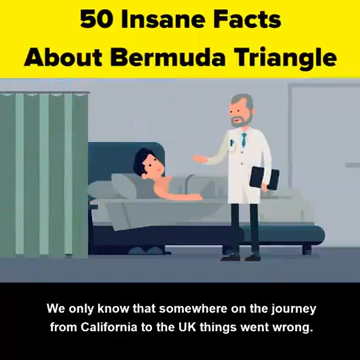 50 Insane Facts
About Bermuda Triangle
We only know that somewhere on the journey
from California to the UK things went wrong.